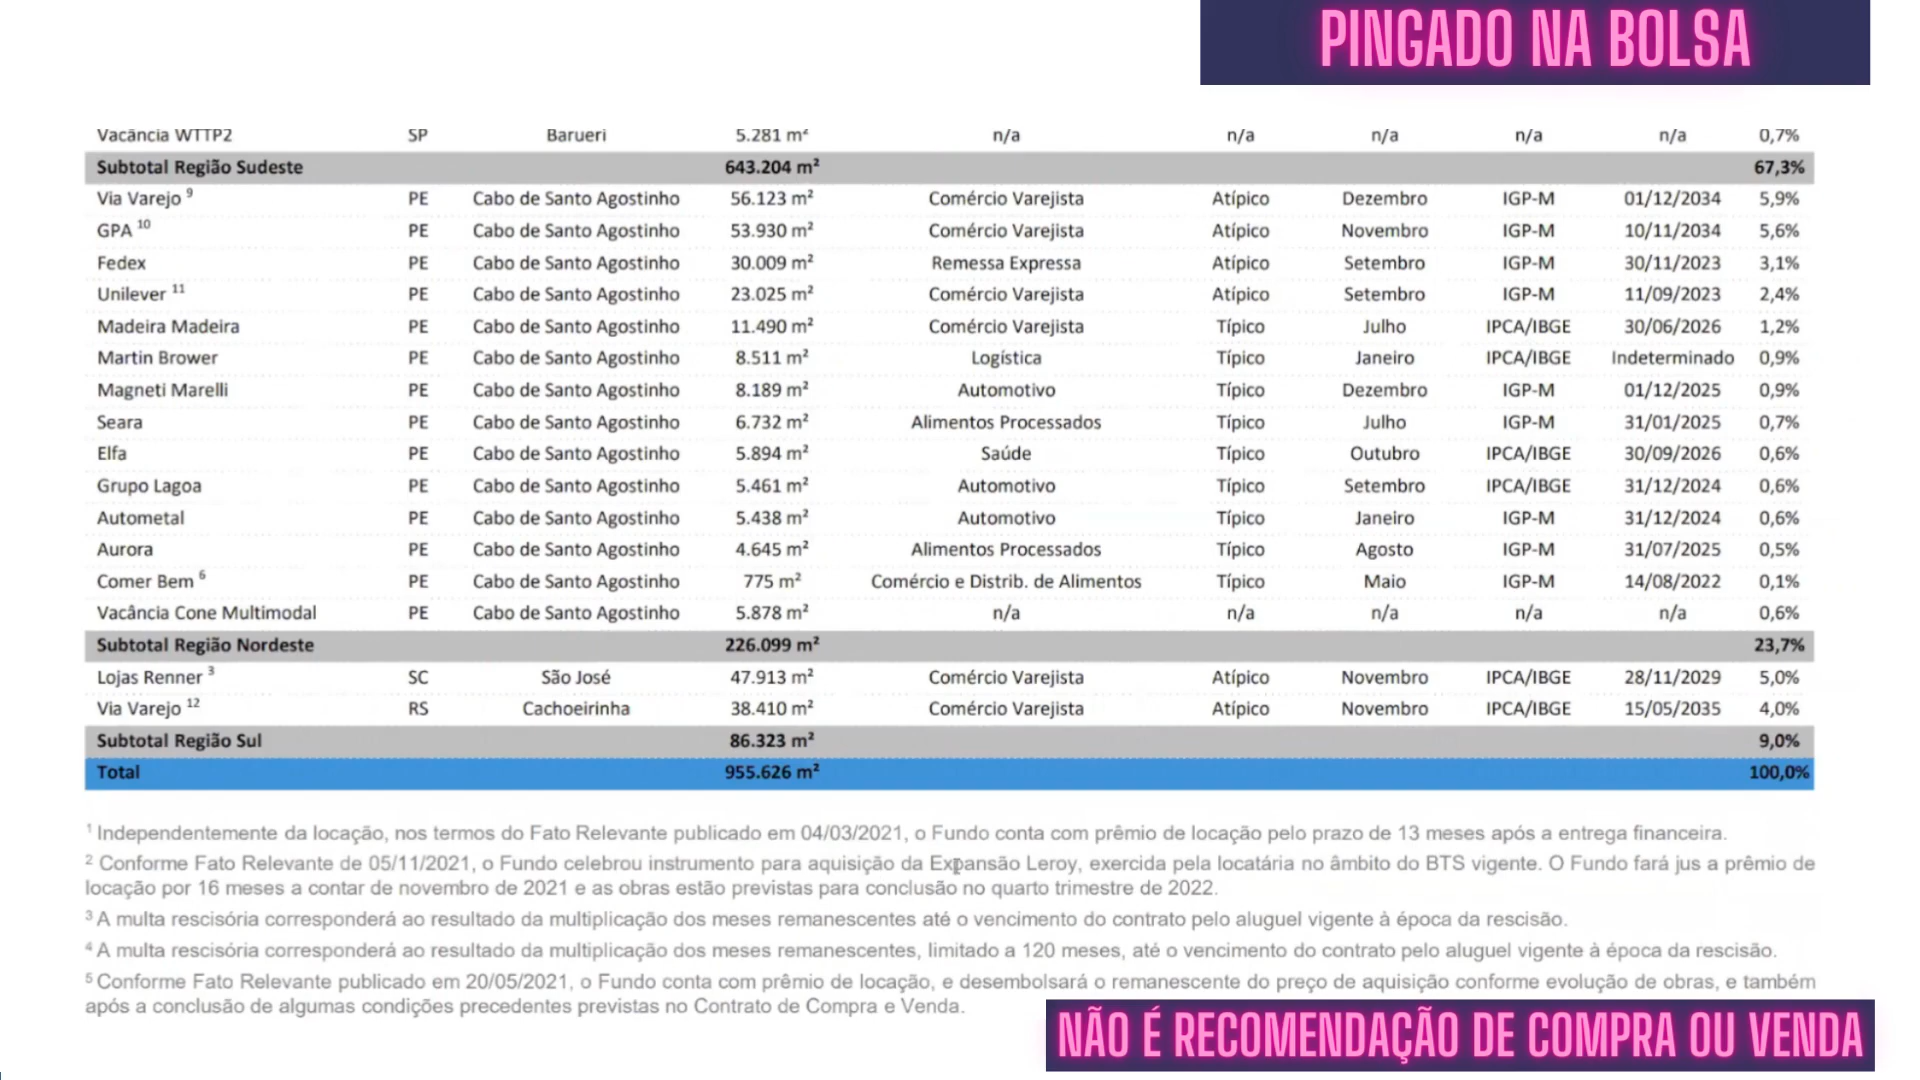 PINGADO NA BOLSA
Vacância WTTP2 SP Barueri 5.281 m² n/a n/a n/a n/a n/a 0,7%
Subtotal Região Sudeste 643.204 m² 67,3%
Via Varejo ⁹ PE Cabo de Santo Agostinho 56.123 m² Comércio Varejista Atípico Dezembro IGP-M 01/12/2034 5,9%
GPA ¹⁰ PE Cabo de Santo Agostinho 53.930 m² Comércio Varejista Atípico Novembro IGP-M 10/11/2034 5,6%
Fedex PE Cabo de Santo Agostinho 30.009 m² Remessa Expressa Atípico Setembro IGP-M 30/11/2023 3,1%
Unilever ¹¹ PE Cabo de Santo Agostinho 23.025 m² Comércio Varejista Atípico Setembro IGP-M 11/09/2023 2,4%
Madeira Madeira PE Cabo de Santo Agostinho 11.490 m² Comércio Varejista Típico Julho IPCA/IBGE 30/06/2026 1,2%
Martin Brower PE Cabo de Santo Agostinho 8.511 m² Logística Típico Janeiro IPCA/IBGE Indeterminado 0,9%
Magneti Marelli PE Cabo de Santo Agostinho 8.189 m² Automotivo Típico Dezembro IGP-M 01/12/2025 0,9%
Seara PE Cabo de Santo Agostinho 6.732 m² Alimentos Processados Típico Julho IGP-M 31/01/2025 0,7%
Elfa PE Cabo de Santo Agostinho 5.894 m² Saúde Típico Outubro IPCA/IBGE 30/09/2026 0,6%
Grupo Lagoa PE Cabo de Santo Agostinho 5.461 m² Automotivo Típico Setembro IPCA/IBGE 31/12/2024 0,6%
Autometal PE Cabo de Santo Agostinho 5.438 m² Automotivo Típico Janeiro IGP-M 31/12/2024 0,6%
Aurora PE Cabo de Santo Agostinho 4.645 m² Alimentos Processados Típico Agosto IGP-M 31/07/2025 0,5%
Comer Bem ⁶ PE Cabo de Santo Agostinho 775 m² Comércio e Distrib. de Alimentos Típico Maio IGP-M 14/08/2022 0,1%
Vacância Cone Multimodal PE Cabo de Santo Agostinho 5.878 m² n/a n/a n/a n/a n/a 0,6%
Subtotal Região Nordeste 226.099 m² 23,7%
Lojas Renner ³ SC São José 47.913 m² Comércio Varejista Atípico Novembro IPCA/IBGE 28/11/2029 5,0%
Via Varejo ¹² RS Cachoeirinha 38.410 m² Comércio Varejista Atípico Novembro IPCA/IBGE 15/05/2035 4,0%
Subtotal Região Sul 86.323 m² 9,0%
Total 955.626 m² 100,0%
¹ Independentemente da locação, nos termos do Fato Relevante publicado em 04/03/2021, o Fundo conta com prêmio de locação pelo prazo de 13 meses após a entrega financeira.
² Conforme Fato Relevante de 05/11/2021, o Fundo celebrou instrumento para aquisição da Expansão Leroy, exercida pela locatária no âmbito do BTS vigente. O Fundo fará jus a prêmio de
locação por 16 meses a contar de novembro de 2021 e as obras estão previstas para conclusão no quarto trimestre de 2022.
³ A multa rescisória corresponderá ao resultado da multiplicação dos meses remanescentes até o vencimento do contrato pelo aluguel vigente à época da rescisão.
⁴ A multa rescisória corresponderá ao resultado da multiplicação dos meses remanescentes, limitado a 120 meses, até o vencimento do contrato pelo aluguel vigente à época da rescisão.
⁵ Conforme Fato Relevante publicado em 20/05/2021, o Fundo conta com prêmio de locação, e desembolsará o remanescente do preço de aquisição conforme evolução de obras, e também
após a conclusão de algumas condições precedentes previstas no Contrato de Compra e Venda.
NÃO É RECOMENDAÇÃO DE COMPRA OU VENDA